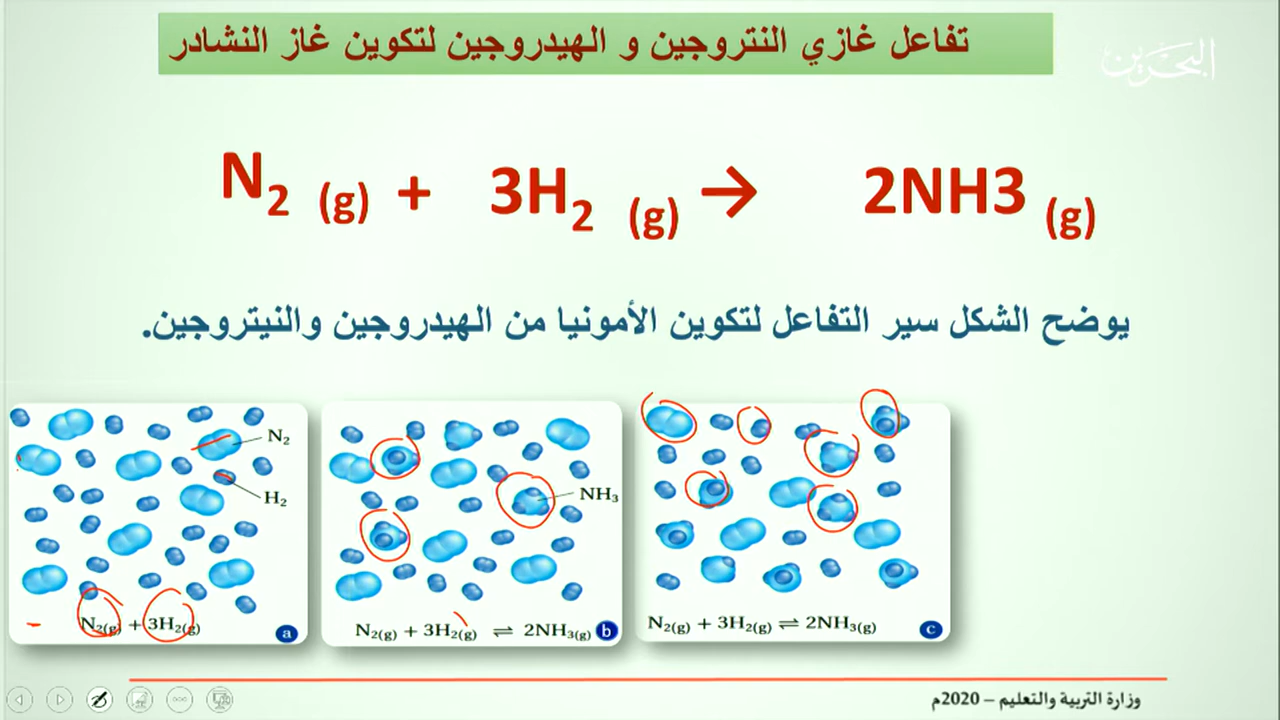 تفاعل غازي النتروجين و الهيدروجين لتكوين غاز النشادر
البحرين
N₂ (g) + 3H₂ (g) → 2NH3 (g)
يوضح الشكل سير التفاعل لتكوين الأمونيا من الهيدروجين والنيتروجين.
N₂
H₂
N₂(g) + 3H₂(g)
a
NH₃
N₂(g) + 3H₂(g) ⇌ 2NH₃(g)
b
N₂(g) + 3H₂(g) ⇌ 2NH₃(g)
c
وزارة التربية والتعليم – 2020م